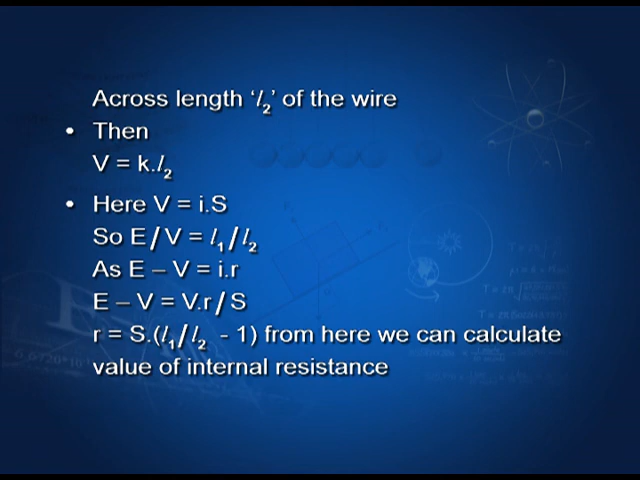 Across length ‘l₂’ of the wire
• Then
V = k.l₂
• Here V = i.S
So E/V = l₁/l₂
As E – V = i.r
E – V = V.r/S
r = S.(l₁/l₂ - 1) from here we can calculate
value of internal resistance